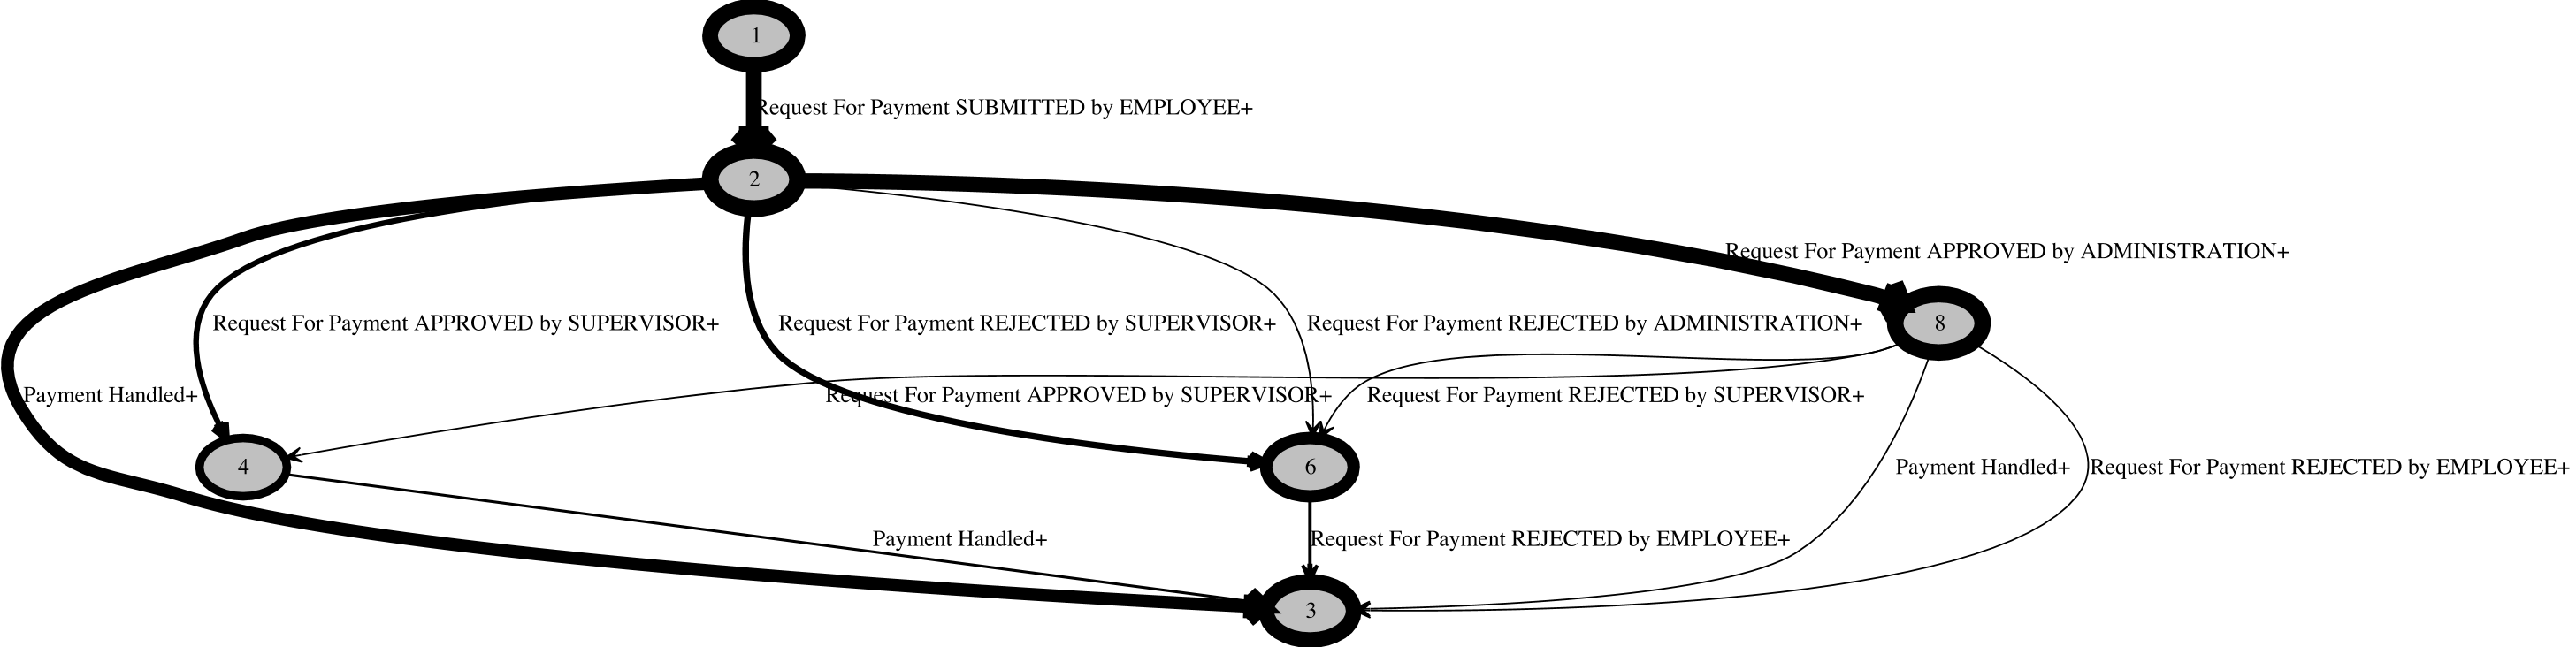 1
Request For Payment SUBMITTED by EMPLOYEE+
2
Request For Payment APPROVED by ADMINISTRATION+
Request For Payment APPROVED by SUPERVISOR+
Request For Payment REJECTED by SUPERVISOR+
Request For Payment REJECTED by ADMINISTRATION+
8
Payment Handled+
Request For Payment APPROVED by SUPERVISOR+
Request For Payment REJECTED by SUPERVISOR+
4
6
Payment Handled+
Request For Payment REJECTED by EMPLOYEE+
Payment Handled+
Request For Payment REJECTED by EMPLOYEE+
3